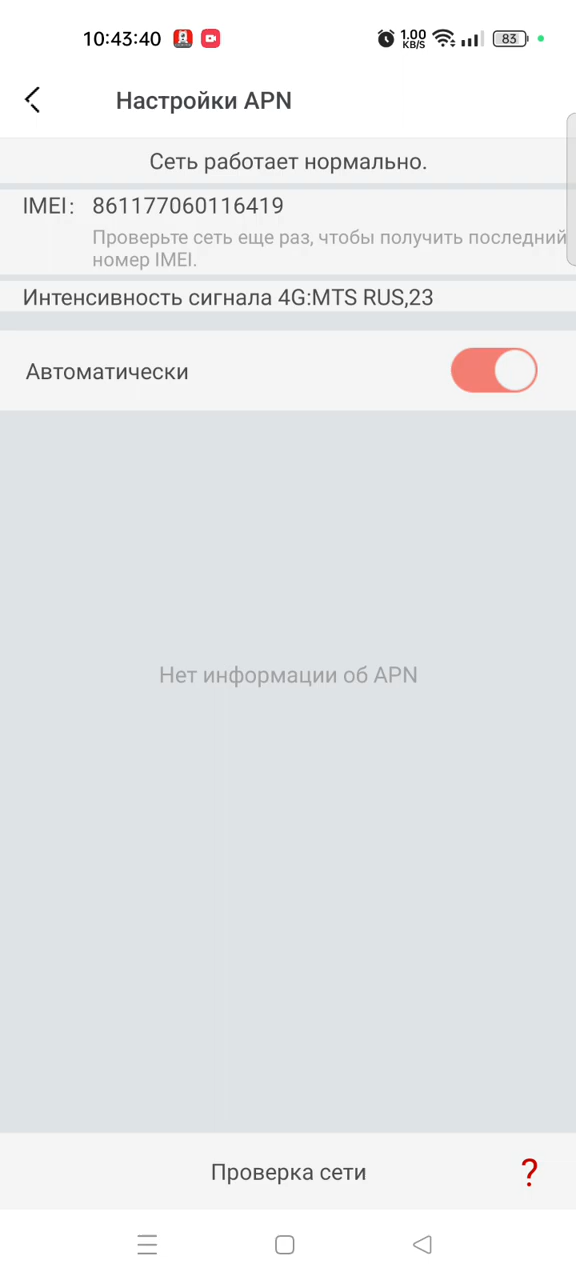 10:43:40 1.00 KB/S 83
Настройки APN
Сеть работает нормально.
IMEI: 861177060116419
Проверьте сеть еще раз, чтобы получить последний
номер IMEI.
Интенсивность сигнала 4G:MTS RUS,23
Автоматически
Нет информации об APN
Проверка сети ?